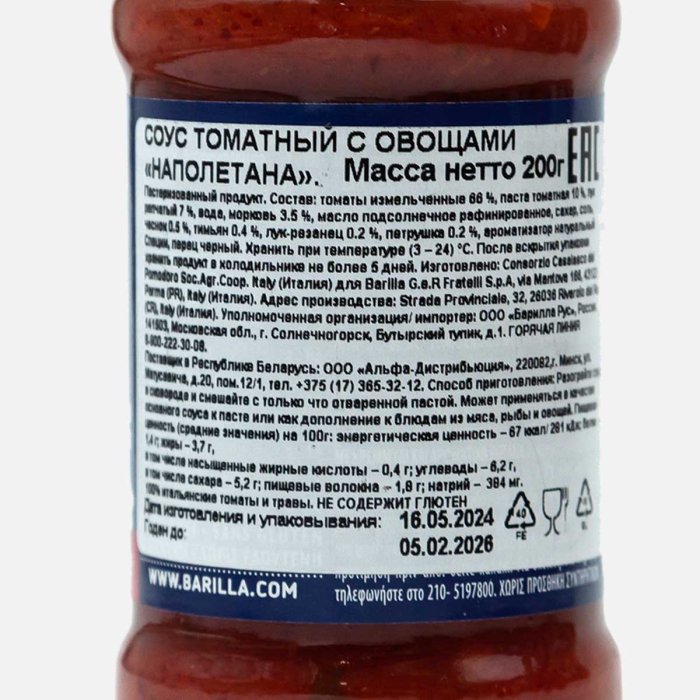 СОУС ТОМАТНЫЙ С ОВОЩАМИ
«НАПОЛЕТАНА». Масса нетто 200г EAC
Пастеризованный продукт. Состав: томаты измельченные 66 %, паста томатная 10 %, лук
репчатый 7 %, вода, морковь 3.5 %, масло подсолнечное рафинированное, сахар, соль,
чеснок 0.5 %, тимьян 0.4 %, лук-резанец 0.2 %, петрушка 0.2 %, ароматизатор натуральный
Специи, перец черный. Хранить при температуре (3 – 24) °C. После вскрытия упаковки
хранить продукт в холодильнике не более 5 дней. Изготовлено: Consorzio Casalasco del
Pomodoro Soc.Agr.Coop. Italy (Италия) для Barilla G.e.R Fratelli S.p.A, via Mantova 166,
Parma (PR), Italy (Италия). Адрес производства: Strada Provinciale, 32, 26036 Rivarolo del
(CR), Italy (Италия). Уполномоченная организация/ импортер: ООО «Барилла Рус»,
141503, Московская обл., г. Солнечногорск, Бутырский тупик, д.1. ГОРЯЧАЯ ЛИНИЯ
8-800-222-30-08.
Поставщик в Республике Беларусь: ООО «Альфа-Дистрибьюция», 220082,г. Минск, ул.
Матусевича, д.20, пом.12/1, тел. +375 (17) 365-32-12. Способ приготовления:
в сковороде и смешайте с только что отваренной пастой. Может применяться в качестве
основного соуса к пасте или как дополнение к блюдам из мяса, рыбы и овощей.
ценность (средние значения) на 100г: энергетическая ценность – 67 ккал/ 281 кДж;
1,4 г; жиры – 3,7 г,
в том числе насыщенные жирные кислоты – 0,4 г; углеводы – 6,2 г,
в том числе сахара – 5,2 г; пищевые волокна – 1,8 г; натрий – 384 мг.
100% итальянские томаты и травы. НЕ СОДЕРЖИТ ГЛЮТЕН
Дата изготовления и упаковывания: 16.05.2024
Годен до: 05.02.2026
40
FE
WWW.BARILLA.COM
τηλεφωνήστε στο 210- 5197800. ΧΩΡΙΣ ΠΡΟΣΘΗΚΗ